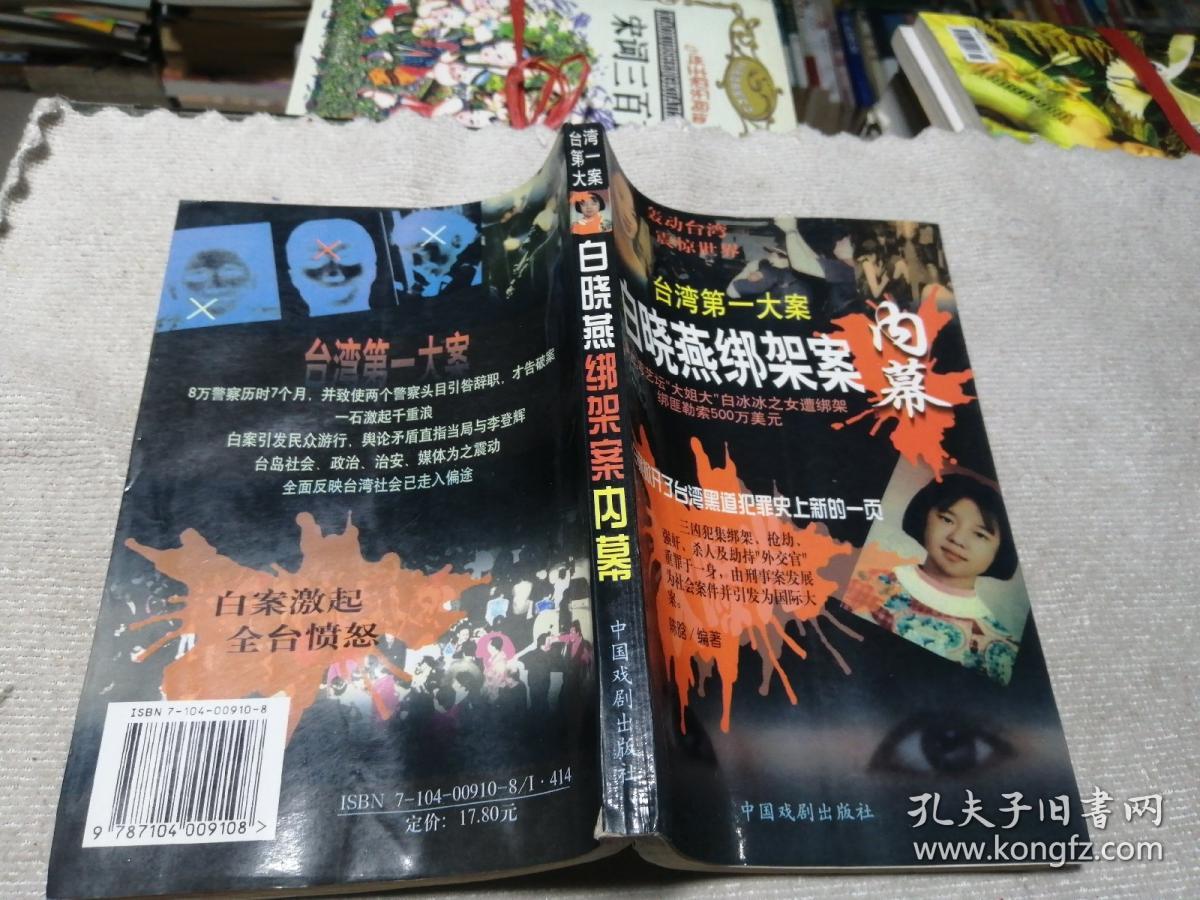 宋词三百
台湾
第一
大案
白晓燕绑架案内幕
中国戏剧出版社
台湾第一大案
8万警察历时7个月，并致使两个警察头目引咎辞职，才告破案
一石激起千重浪
白案引发民众游行、舆论矛盾直指当局与李登辉
台岛社会、政治、治安、媒体为之震动
全面反映台湾社会已走入偏途
白案激起
全台愤怒
ISBN 7-104-00910-8
9 787104 009108 >
ISBN 7-104-00910-8/I·414
定价：17.80元
轰动台湾
震惊世界
台湾第一大案
白晓燕绑架案
内幕
艺坛“大姐大”白冰冰之女遭绑架
绑匪勒索500万美元
开了台湾黑道犯罪史上新的一页
三凶犯集绑架、枪劫、
强奸、杀人及劫持“外交官”
重罪于一身，由刑事案发展
为社会案件并引发为国际大
案。
编著
中国戏剧出版社
孔夫子旧书网
www.kongfz.com